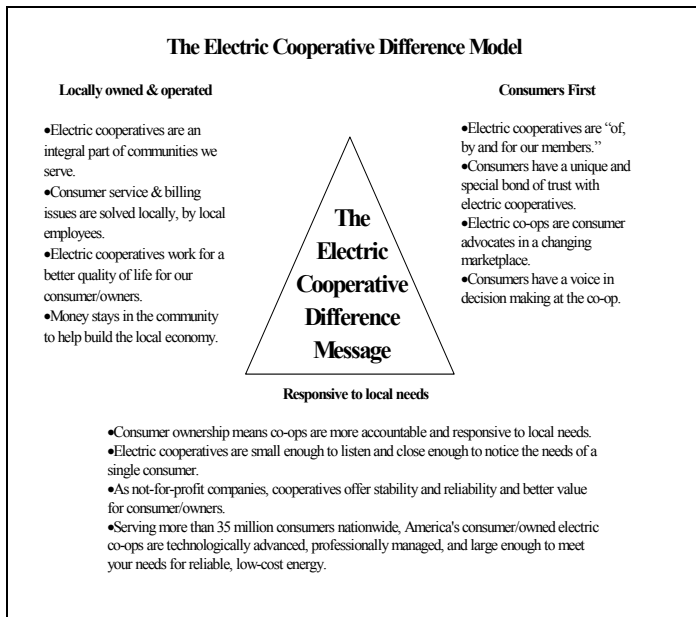 The Electric Cooperative Difference Model
Locally owned & operated
•Electric cooperatives are an
integral part of communities we
serve.
•Consumer service & billing
issues are solved locally, by local
employees.
•Electric cooperatives work for a
better quality of life for our
consumer/owners.
•Money stays in the community
to help build the local economy.
The
Electric
Cooperative
Difference
Message
Consumers First
•Electric cooperatives are “of,
by and for our members.”
•Consumers have a unique and
special bond of trust with
electric cooperatives.
•Electric co-ops are consumer
advocates in a changing
marketplace.
•Consumers have a voice in
decision making at the co-op.
Responsive to local needs
•Consumer ownership means co-ops are more accountable and responsive to local needs.
•Electric cooperatives are small enough to listen and close enough to notice the needs of a
single consumer.
•As not-for-profit companies, cooperatives offer stability and reliability and better value
for consumer/owners.
•Serving more than 35 million consumers nationwide, America's consumer/owned electric
co-ops are technologically advanced, professionally managed, and large enough to meet
your needs for reliable, low-cost energy.